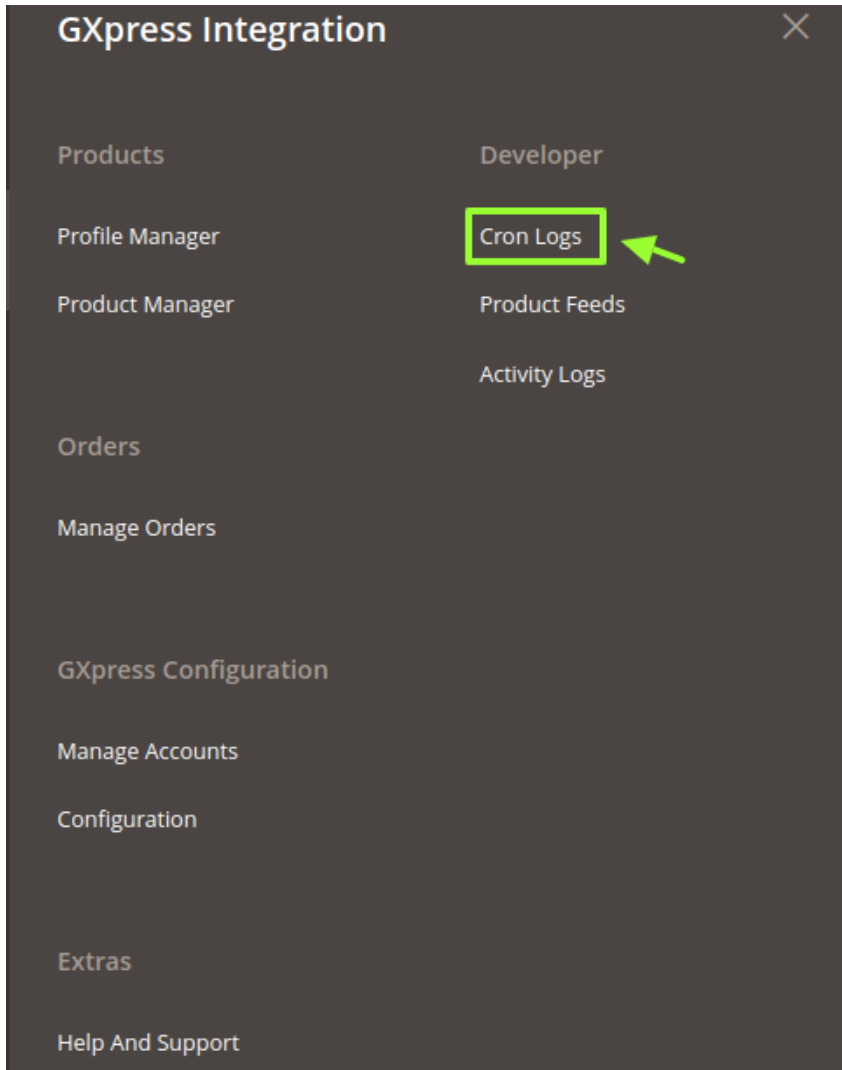 GXpress Integration
Products
Profile Manager
Product Manager
Orders
Manage Orders
GXpress Configuration
Manage Accounts
Configuration
Extras
Help And Support
Developer
Cron Logs
Product Feeds
Activity Logs